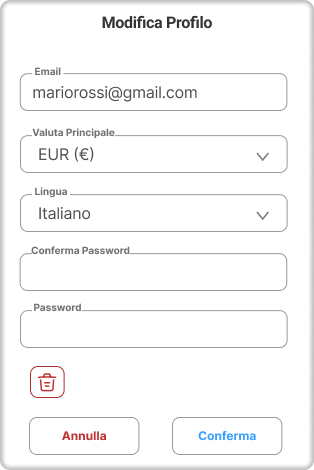 Modifica Profilo
Email
mariorossi@gmail.com
Valuta Principale
EUR (€)
Lingua
Italiano
Conferma Password
Password
Annulla
Conferma